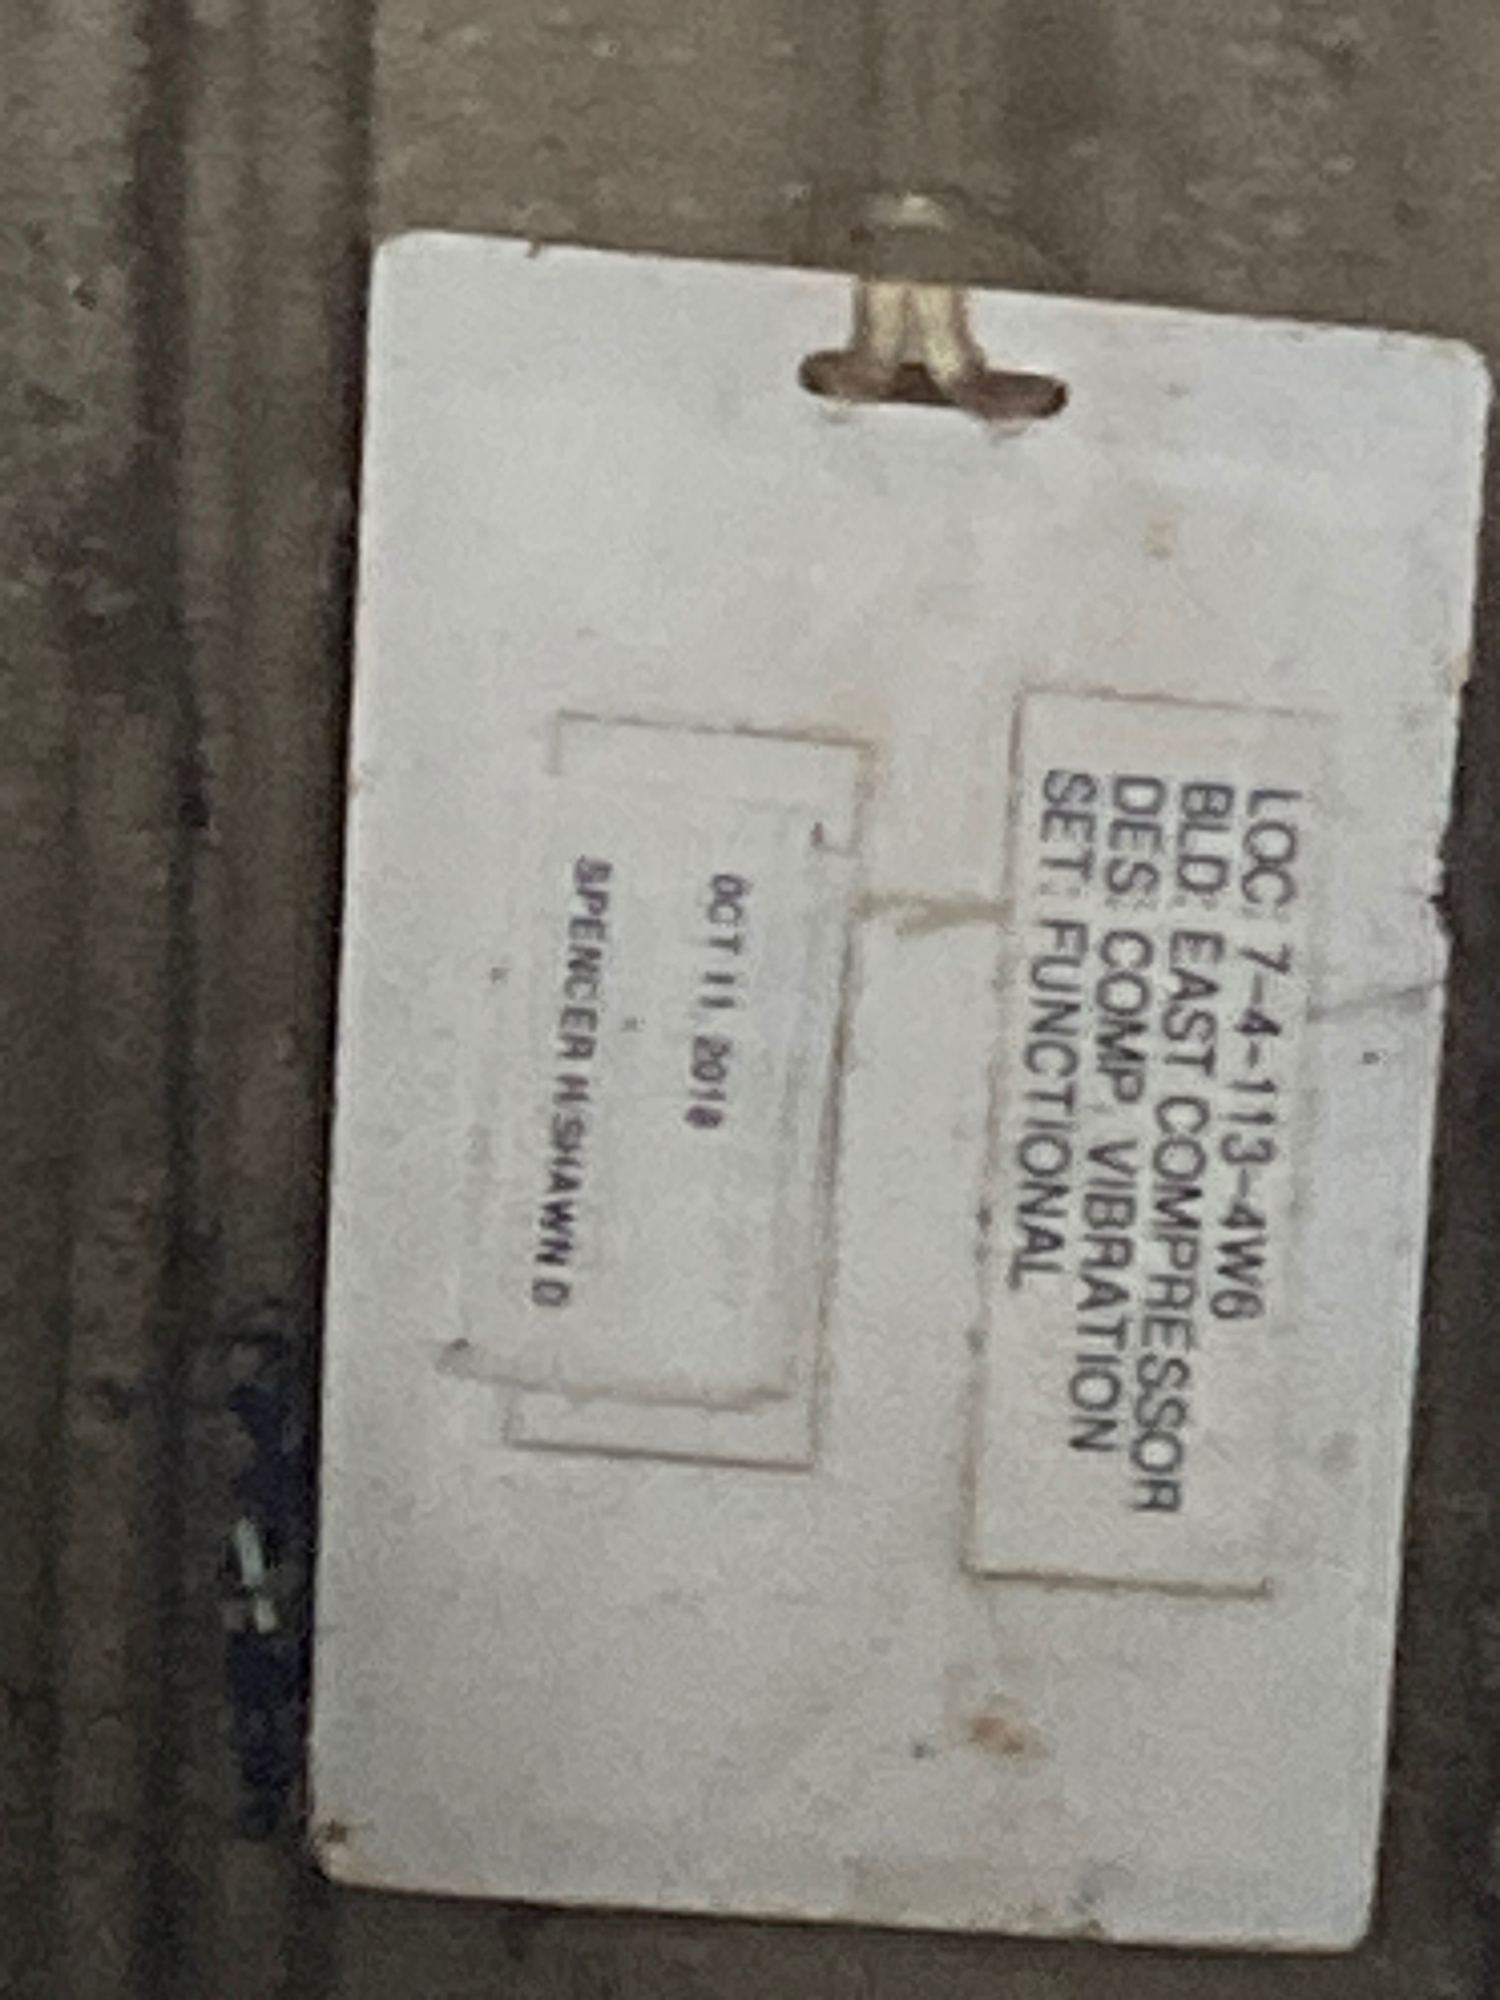 LOC: 7-4-113-4W6
BLD: EAST COMPRESSOR
DES: COMP. VIBRATION
SET: FUNCTIONAL
OCT 11, 2018
SPENCER H./SHAWN D